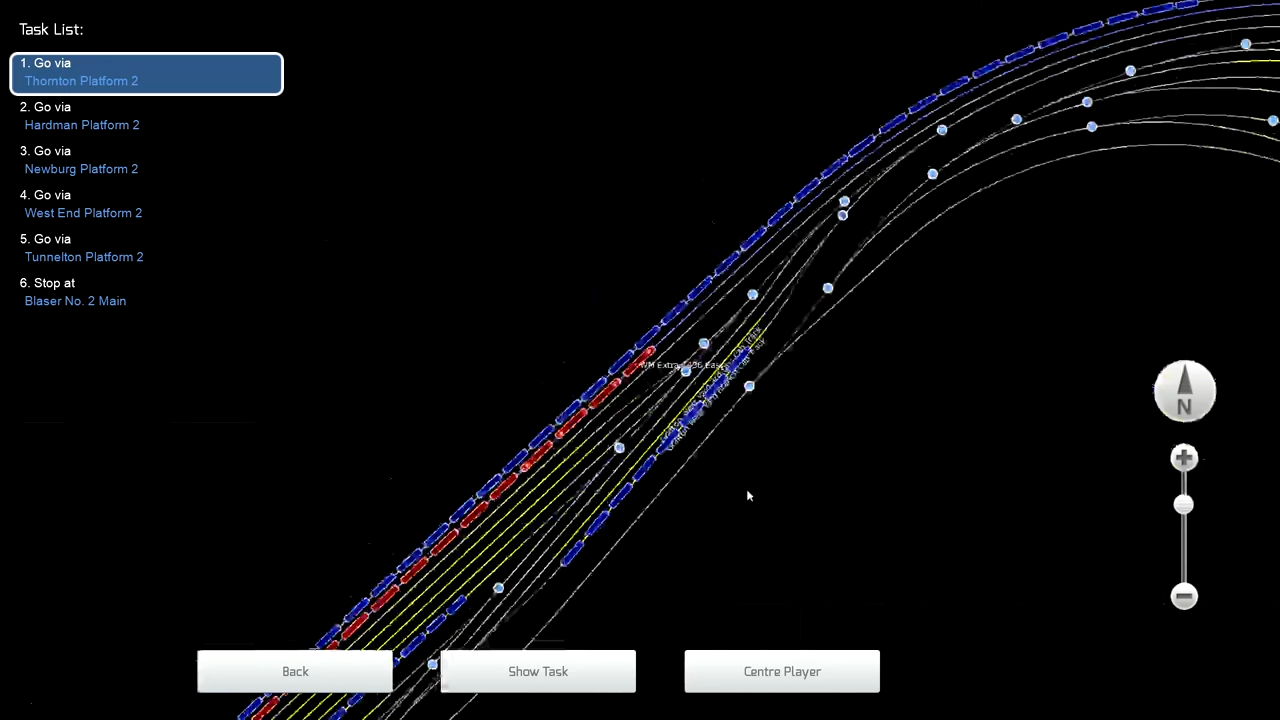 Task List:
1. Go via
Thornton Platform 2
2. Go via
Hardman Platform 2
3. Go via
Newburg Platform 2
4. Go via
West End Platform 2
5. Go via
Tunnelton Platform 2
6. Stop at
Blaser No. 2 Main
WM Extra
N
Back
Show Task
Centre Player